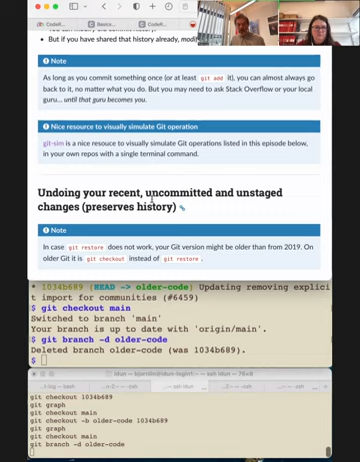 CodeR...
Basics...
CodeR...
• But if you have shared that history already,
Note
As long as you commit something once (or at least git add it), you can almost always go
back to it, no matter what you do. But you may need to ask Stack Overflow or your local
guru... until that guru becomes you.
Nice resource to visually simulate Git operation
git-sim is a nice resouce to visually simulate Git operations listed in this episode below,
in your own repos with a single terminal command.
Undoing your recent, uncommitted and unstaged
changes (preserves history)
Note
In case git restore does not work, your Git version might be older than from 2019. On
older Git it is git checkout instead of git restore.
* 1034b689 (HEAD -> older-code) Updating removing explici
t import for communities (#6459)
$ git checkout main
Switched to branch 'main'
Your branch is up to date with 'origin/main'.
$ git branch -d older-code
Deleted branch older-code (was 1034b689).
$
git checkout 1034b689
git graph
git checkout main
git checkout -b older-code 1034b689
git graph
git checkout main
git branch -d older-code